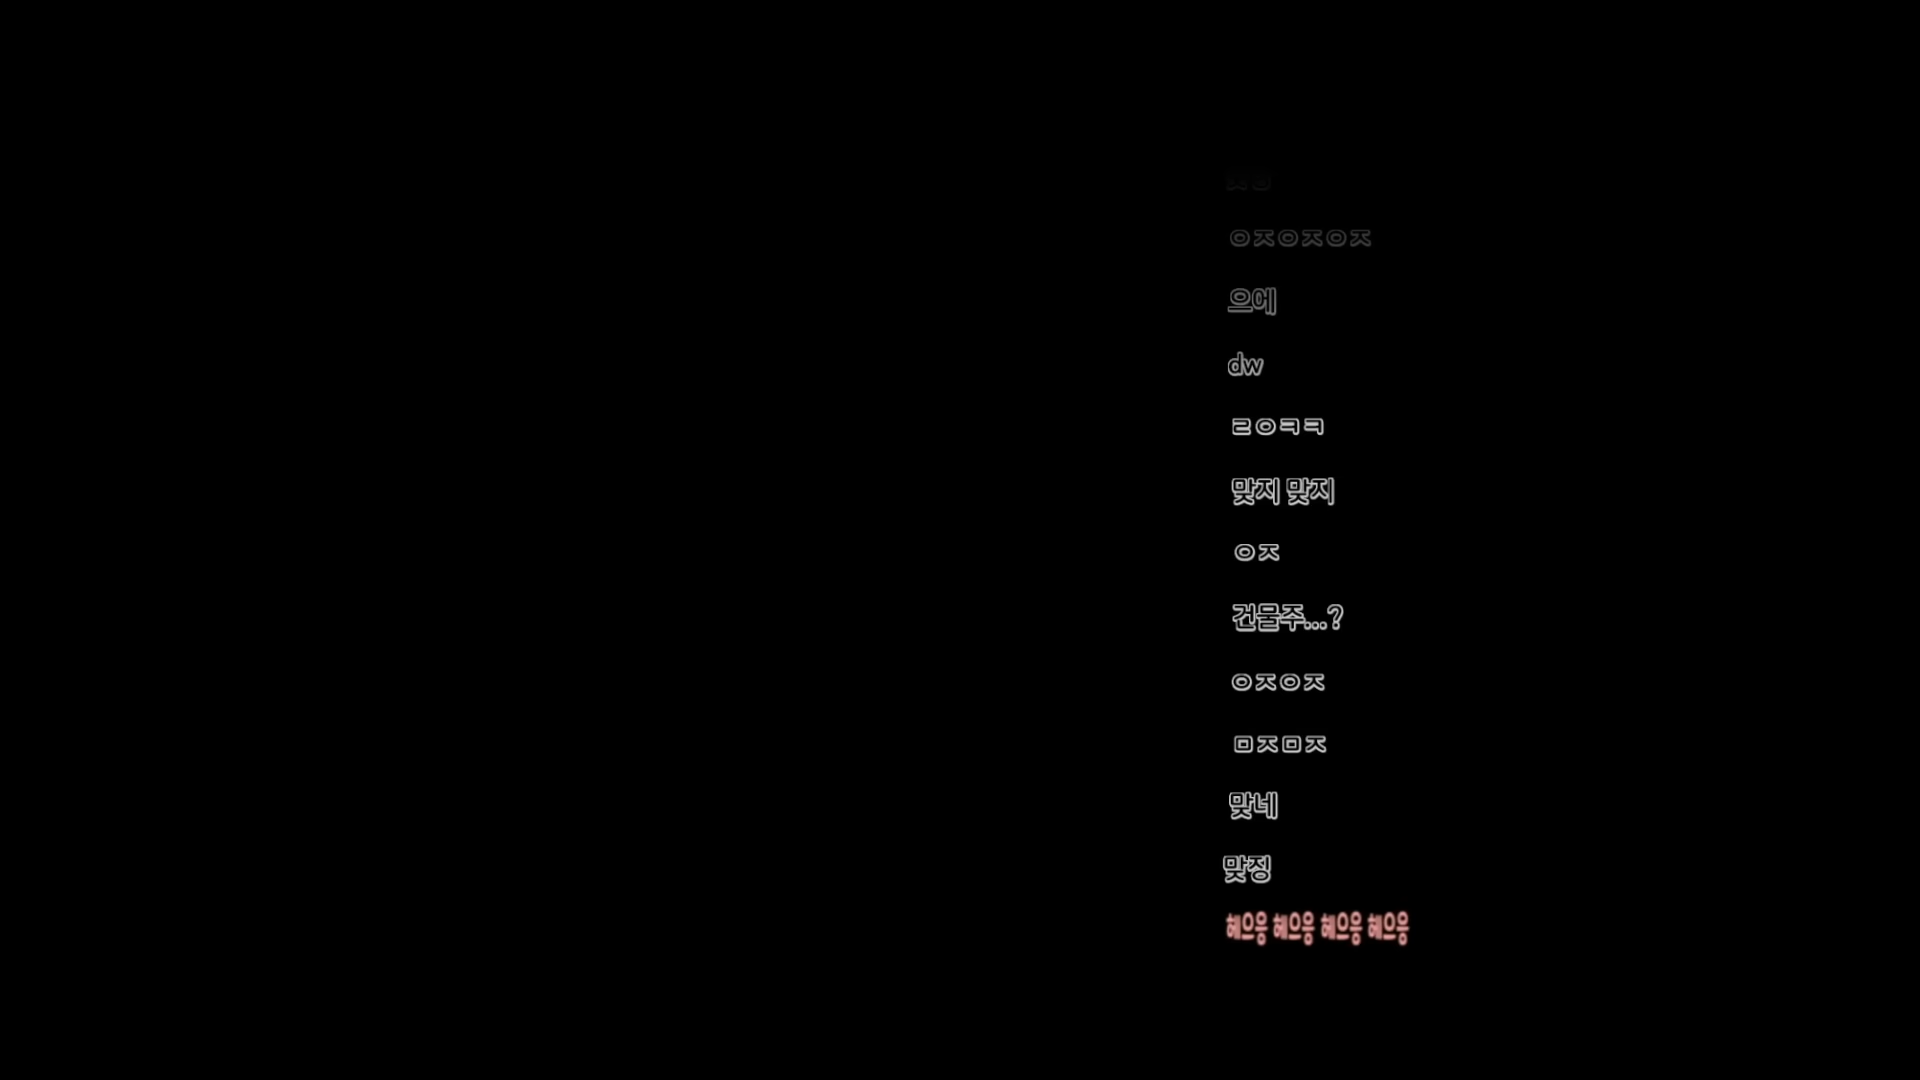 ㅇㅈㅇㅈㅇㅈ
으에
dw
ㄹㅇㅋㅋ
맞지 맞지
ㅇㅈ
건물주...?
ㅇㅈㅇㅈ
ㅁㅈㅁㅈ
맞네
맞징
헤으응 헤으응 헤으응 헤으응